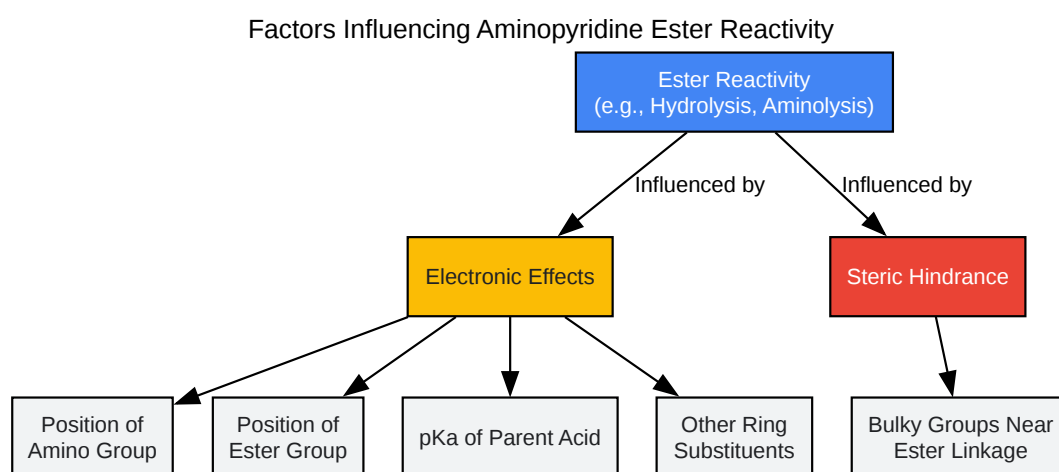 Factors Influencing Aminopyridine Ester Reactivity
Ester Reactivity
(e.g., Hydrolysis, Aminolysis)
Influenced by
Influenced by
Electronic Effects
Steric Hindrance
Position of
Amino Group
Position of
Ester Group
pKa of Parent Acid
Other Ring
Substituents
Bulky Groups Near
Ester Linkage